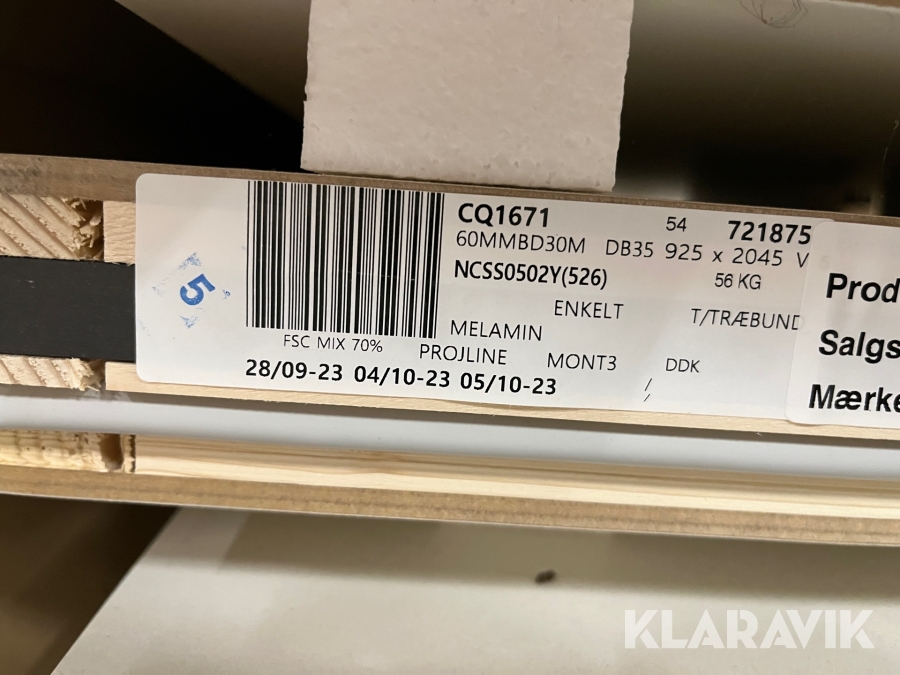 CQ1671 54 721875
60MMBD30M DB35 925 x 2045 V
NCSS0502Y(526) 56 KG
ENKELT T/TRÆBUND
MELAMIN
FSC MIX 70% PROJLINE MONT3 DDK
28/09-23 04/10-23 05/10-23 /
/
5
Prod
Salgs
Mærke
KLARAVIK